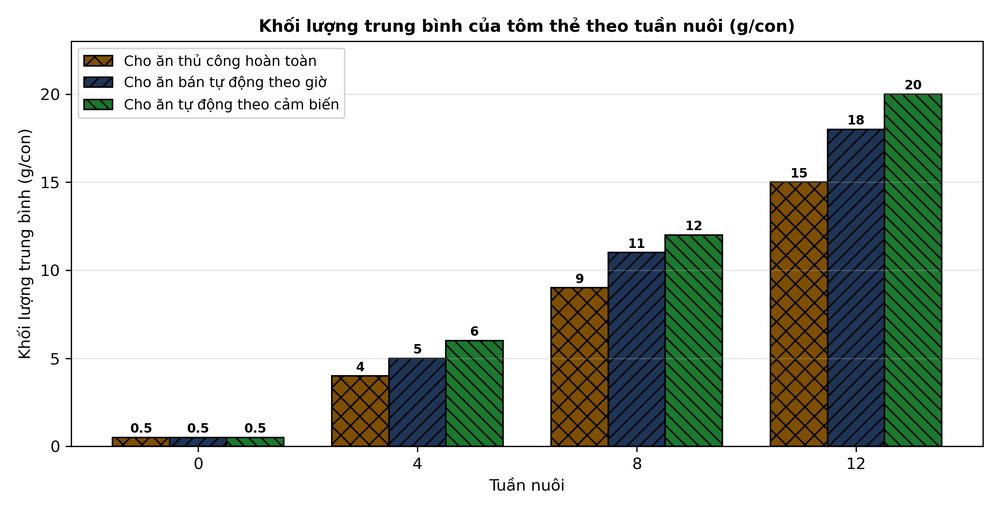 Khối lượng trung bình của tôm thẻ theo tuần nuôi (g/con)
Cho ăn thủ công hoàn toàn
Cho ăn bán tự động theo giờ
Cho ăn tự động theo cảm biến
Khối lượng trung bình (g/con)
20
15
10
5
0
0.5 0.5 0.5
4 5 6
9 11 12
15 18 20
0 4 8 12
Tuần nuôi